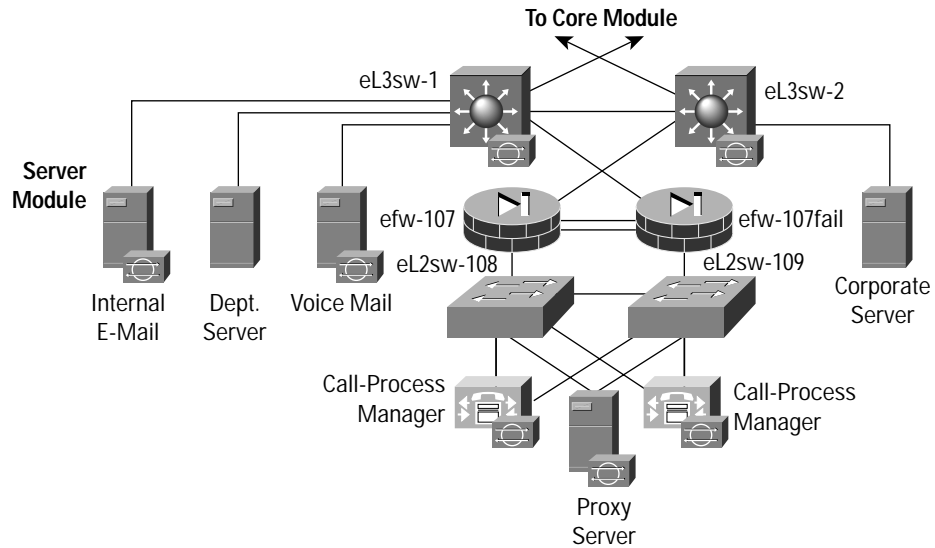 To Core Module
eL3sw-1
eL3sw-2
Server
Module
efw-107
efw-107fail
eL2sw-108
eL2sw-109
Internal
E-Mail
Dept.
Server
Voice Mail
Corporate
Server
Call-Process
Manager
Call-Process
Manager
Proxy
Server